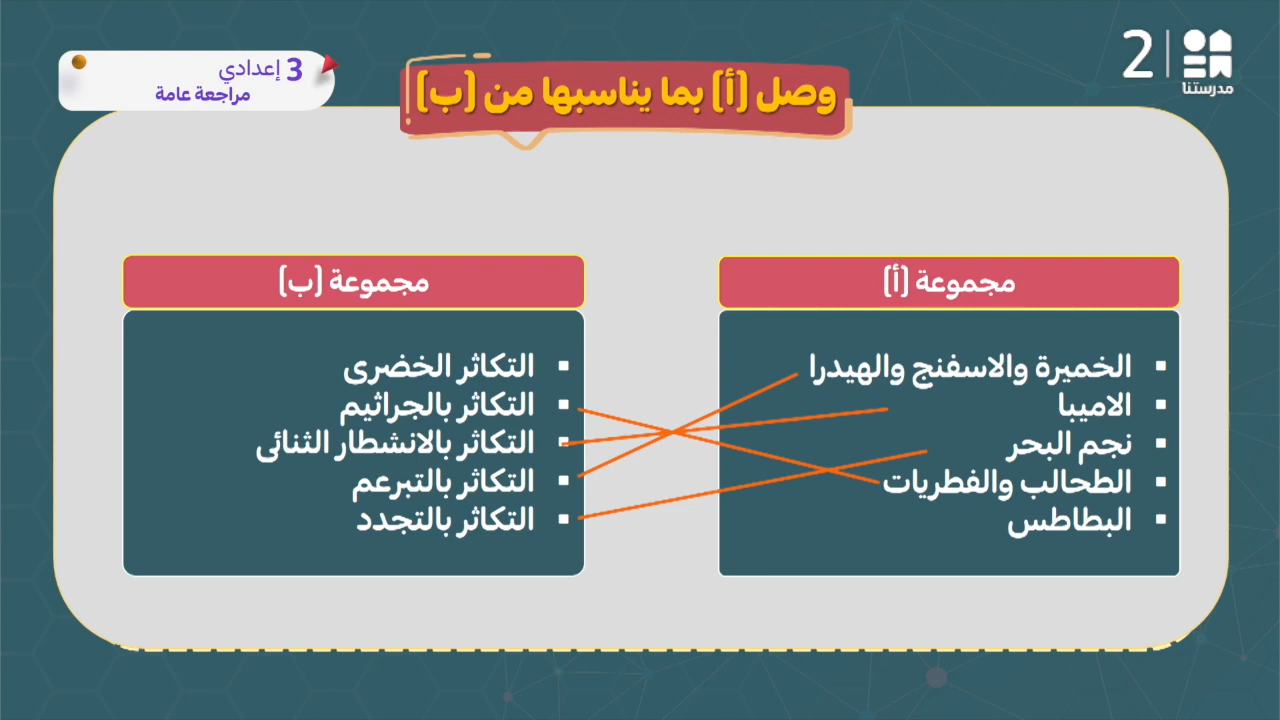 2
مدرستنا
3 إعدادي
مراجعة عامة
وصل (أ) بما يناسبها من (ب)
مجموعة (أ)
الخميرة والاسفنج والهيدرا
الاميبا
نجم البحر
الطحالب والفطريات
البطاطس
مجموعة (ب)
التكاثر الخضرى
التكاثر بالجراثيم
التكاثر بالانشطار الثنائى
التكاثر بالتبرعم
التكاثر بالتجدد